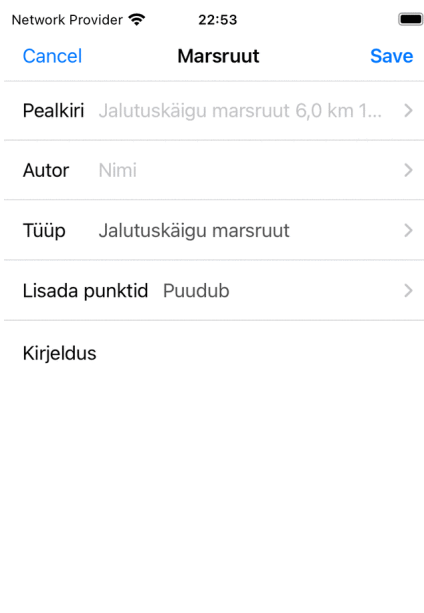 Network Provider 22:53
Cancel Marsruut Save
Pealkiri Jalutuskäigu marsruut 6,0 km 1...
Autor Nimi
Tüüp Jalutuskäigu marsruut
Lisada punktid Puudub
Kirjeldus